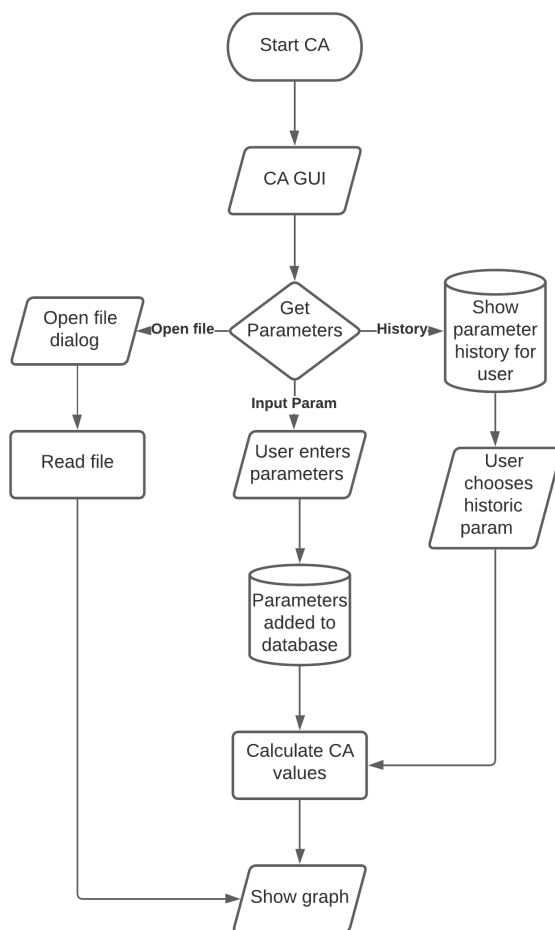 Start CA
CA GUI
Get
Parameters
Open file
History
Input Param
Open file
dialog
Show
parameter
history for
user
Read file
User enters
parameters
User
chooses
historic
param
Parameters
added to
database
Calculate CA
values
Show graph